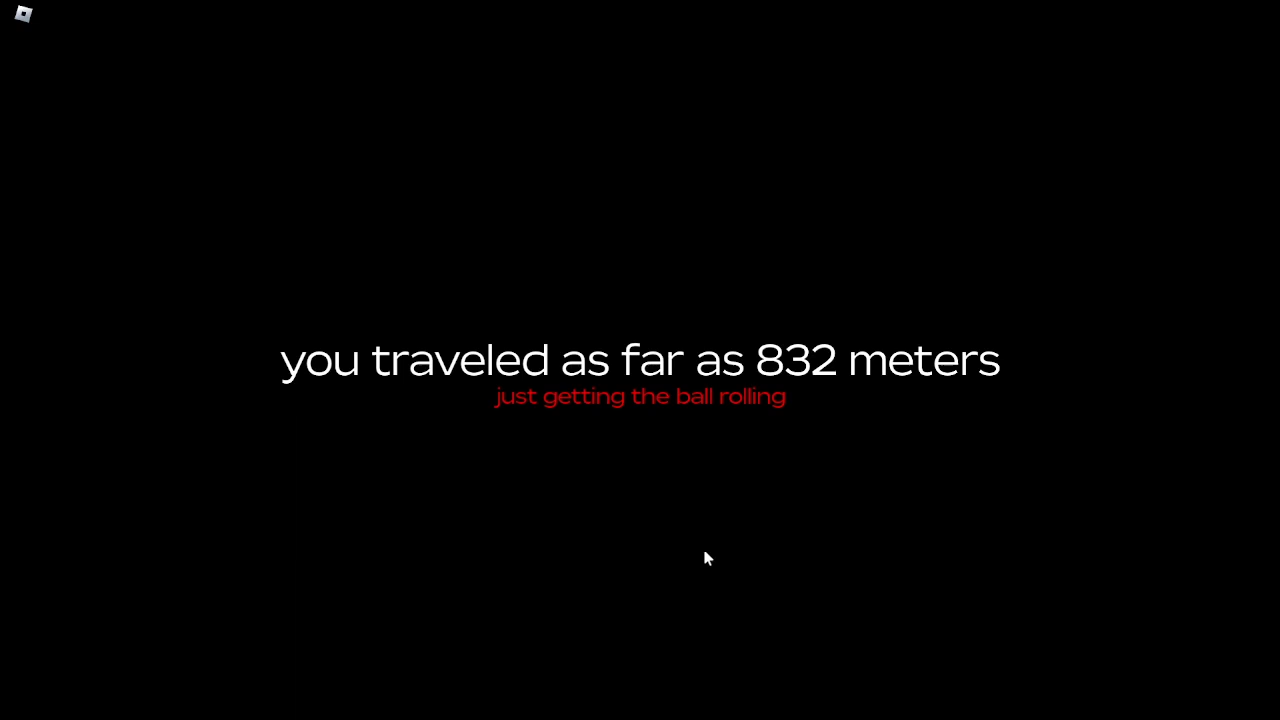 you traveled as far as 832 meters
just getting the ball rolling